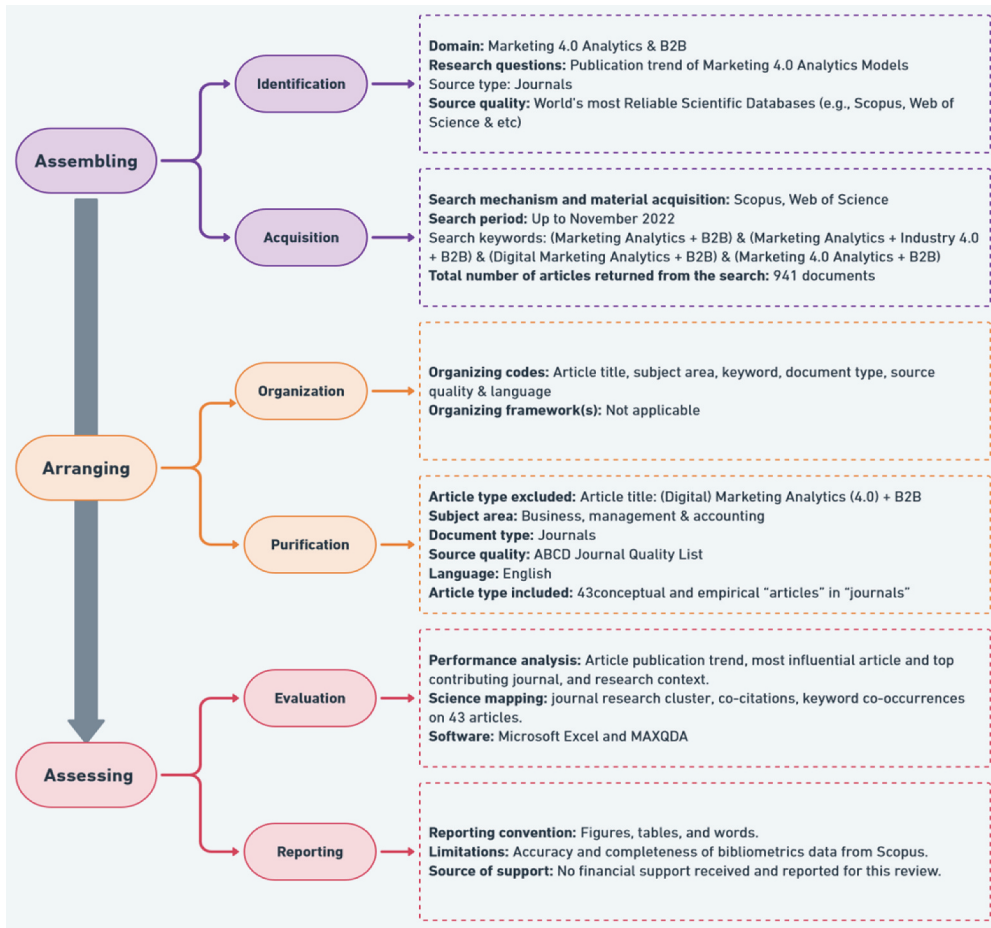 Assembling
Identification
Domain: Marketing 4.0 Analytics & B2B
Research questions: Publication trend of Marketing 4.0 Analytics Models
Source type: Journals
Source quality: World's most Reliable Scientific Databases (e.g., Scopus, Web of
Science & etc)
Acquisition
Search mechanism and material acquisition: Scopus, Web of Science
Search period: Up to November 2022
Search keywords: (Marketing Analytics + B2B) & (Marketing Analytics + Industry 4.0
+ B2B) & (Digital Marketing Analytics + B2B) & (Marketing 4.0 Analytics + B2B)
Total number of articles returned from the search: 941 documents
Arranging
Organization
Organizing codes: Article title, subject area, keyword, document type, source
quality & language
Organizing framework(s): Not applicable
Purification
Article type excluded: Article title: (Digital) Marketing Analytics (4.0) + B2B
Subject area: Business, management & accounting
Document type: Journals
Source quality: ABCD Journal Quality List
Language: English
Article type included: 43conceptual and empirical “articles” in “journals”
Assessing
Evaluation
Performance analysis: Article publication trend, most influential article and top
contributing journal, and research context.
Science mapping: journal research cluster, co-citations, keyword co-occurrences
on 43 articles.
Software: Microsoft Excel and MAXQDA
Reporting
Reporting convention: Figures, tables, and words.
Limitations: Accuracy and completeness of bibliometrics data from Scopus.
Source of support: No financial support received and reported for this review.